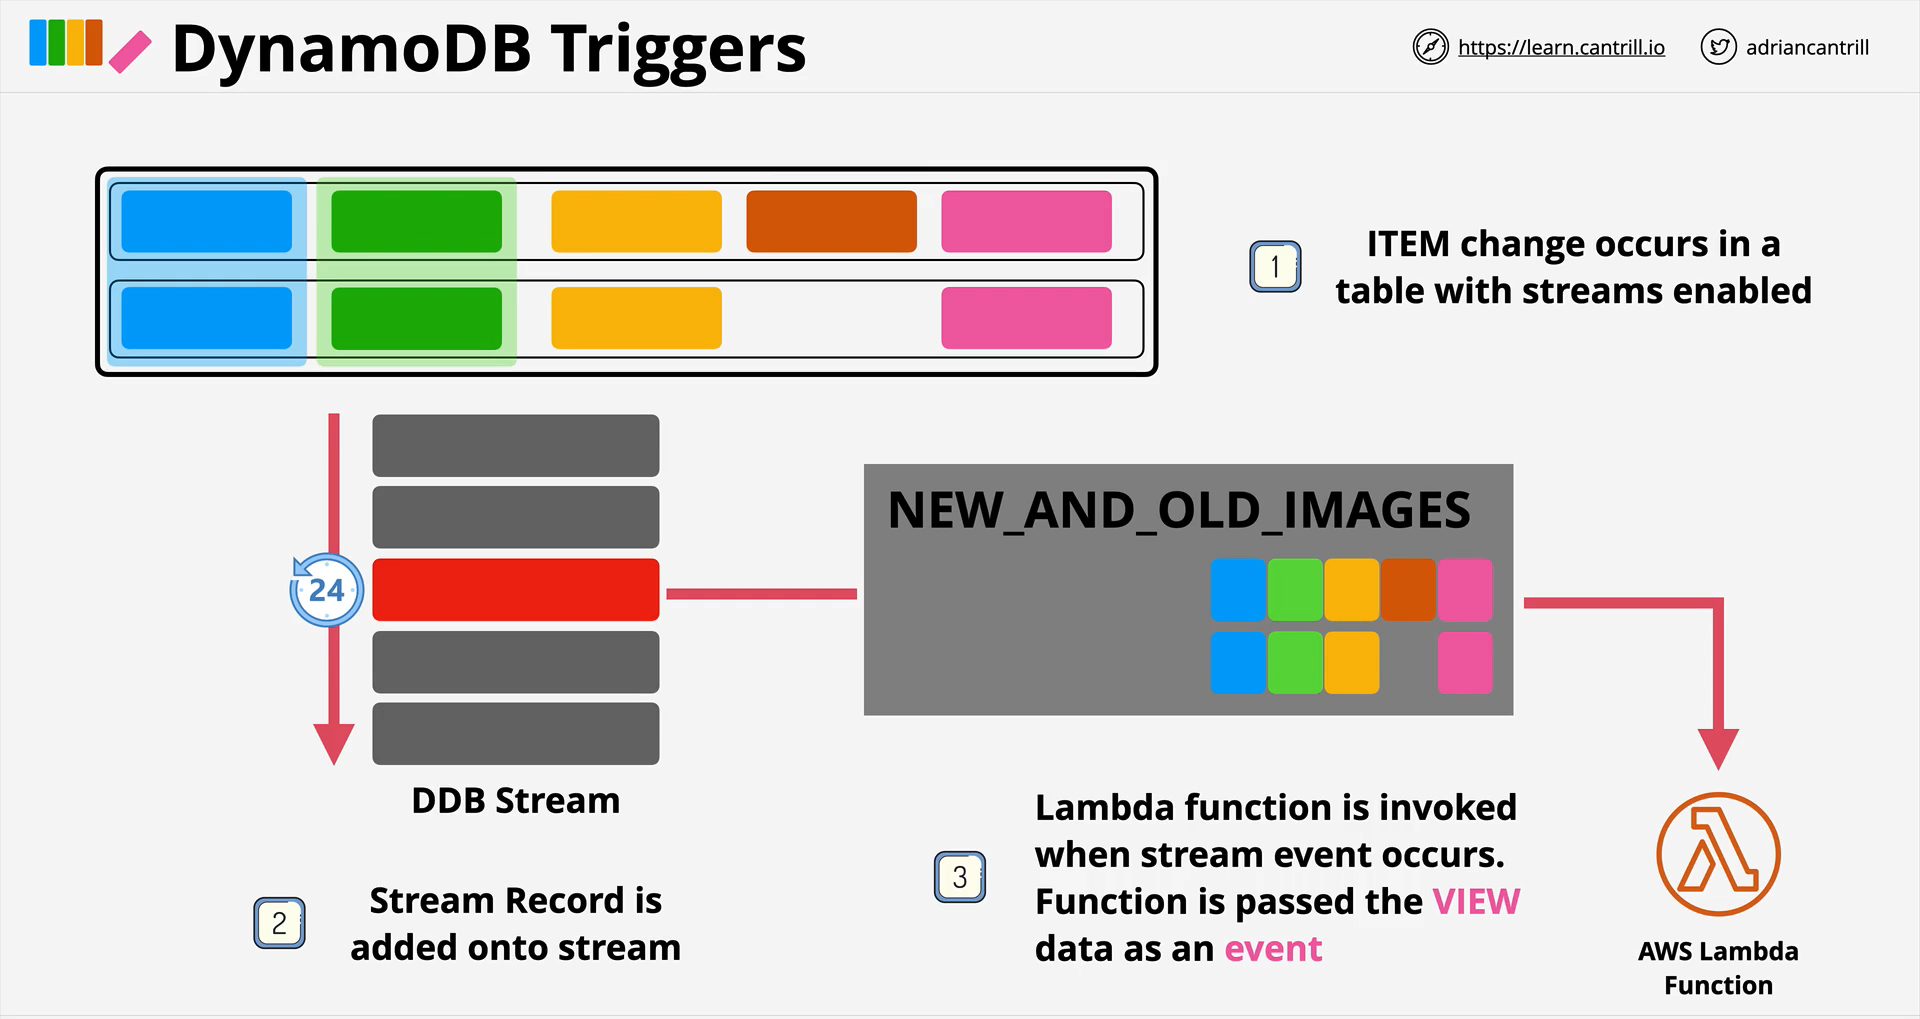 DynamoDB Triggers
https://learn.cantrill.io
adriancantrill
1
ITEM change occurs in a
table with streams enabled
24
NEW_AND_OLD_IMAGES
DDB Stream
2
Stream Record is
added onto stream
3
Lambda function is invoked
when stream event occurs.
Function is passed the VIEW
data as an event
AWS Lambda
Function